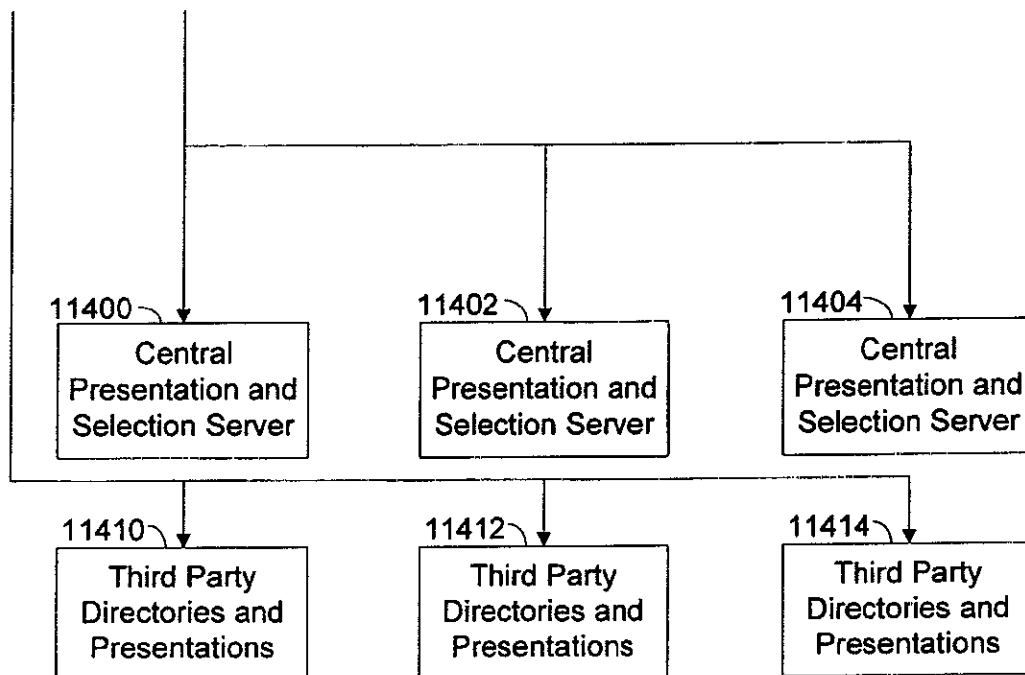 11400
Central
Presentation and
Selection Server
11402
Central
Presentation and
Selection Server
11404
Central
Presentation and
Selection Server
11410
Third Party
Directories and
Presentations
11412
Third Party
Directories and
Presentations
11414
Third Party
Directories and
Presentations